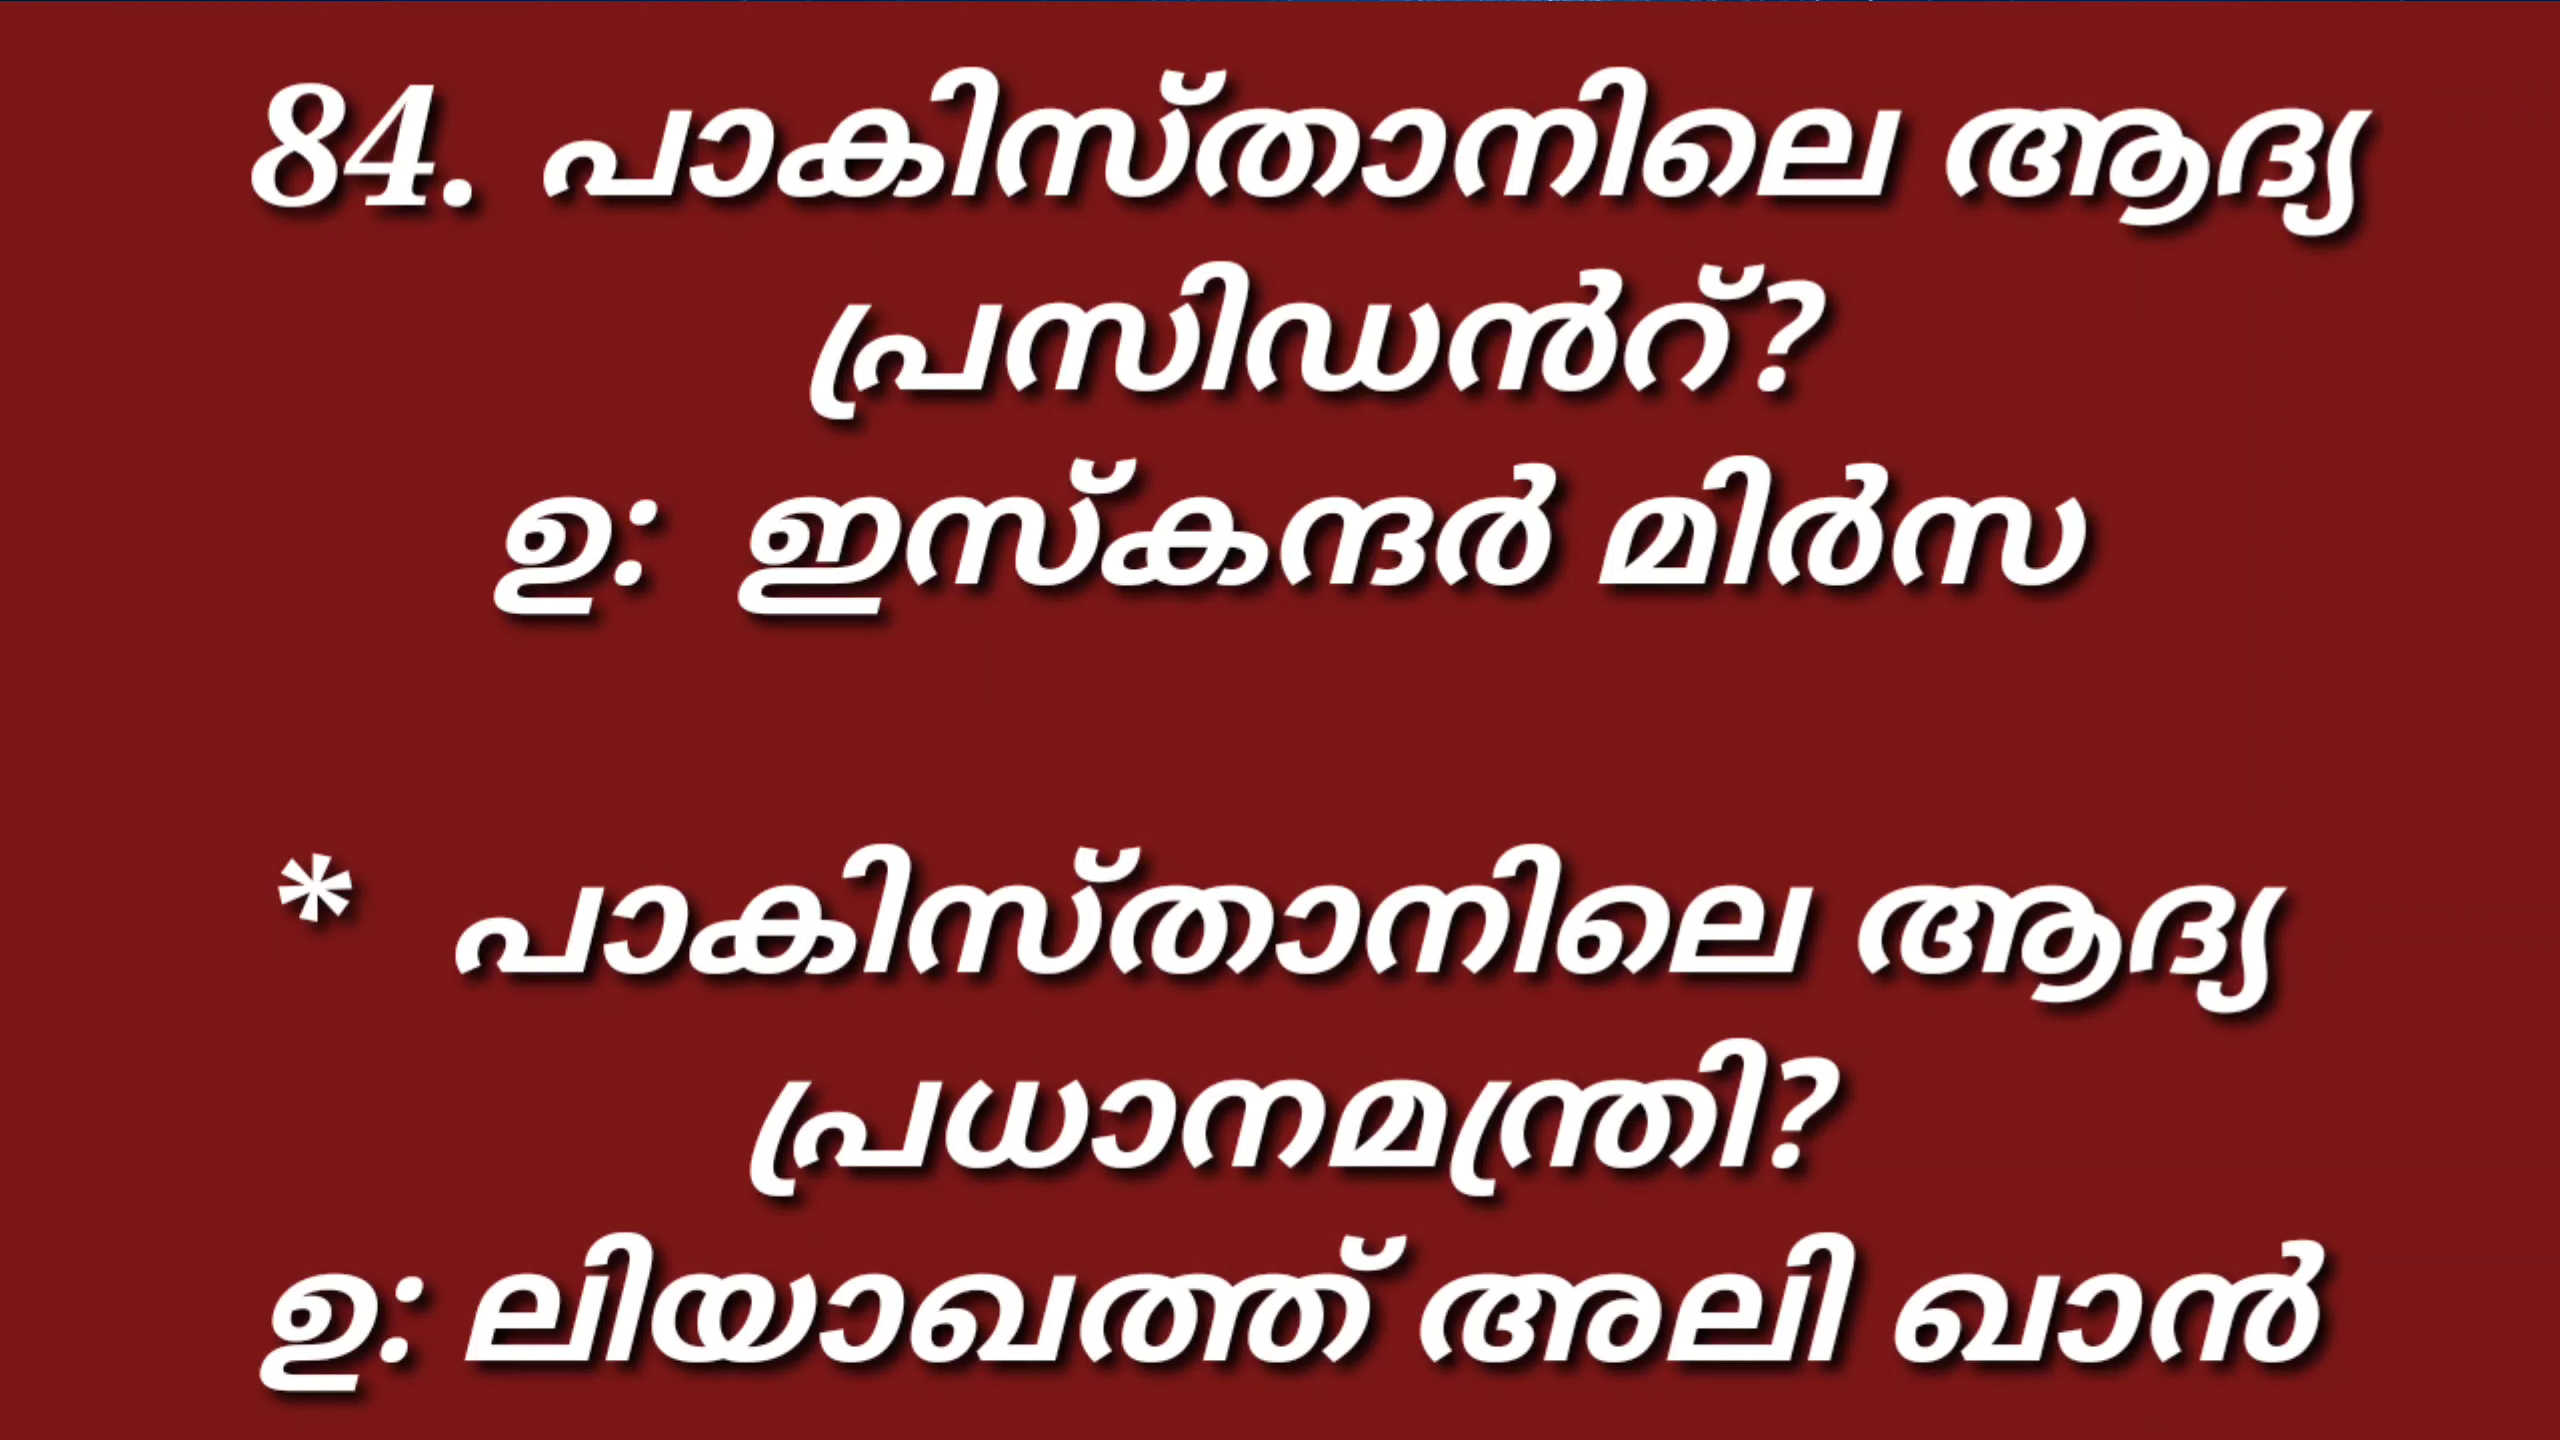 84. പാകിസ്താനിലെ ആദ്യ
പ്രസിഡൻറ്?
ഉ: ഇസ്കന്ദർ മിർസ
* പാകിസ്താനിലെ ആദ്യ
പ്രധാനമന്ത്രി?
ഉ: ലിയാഖത്ത് അലി ഖാൻ